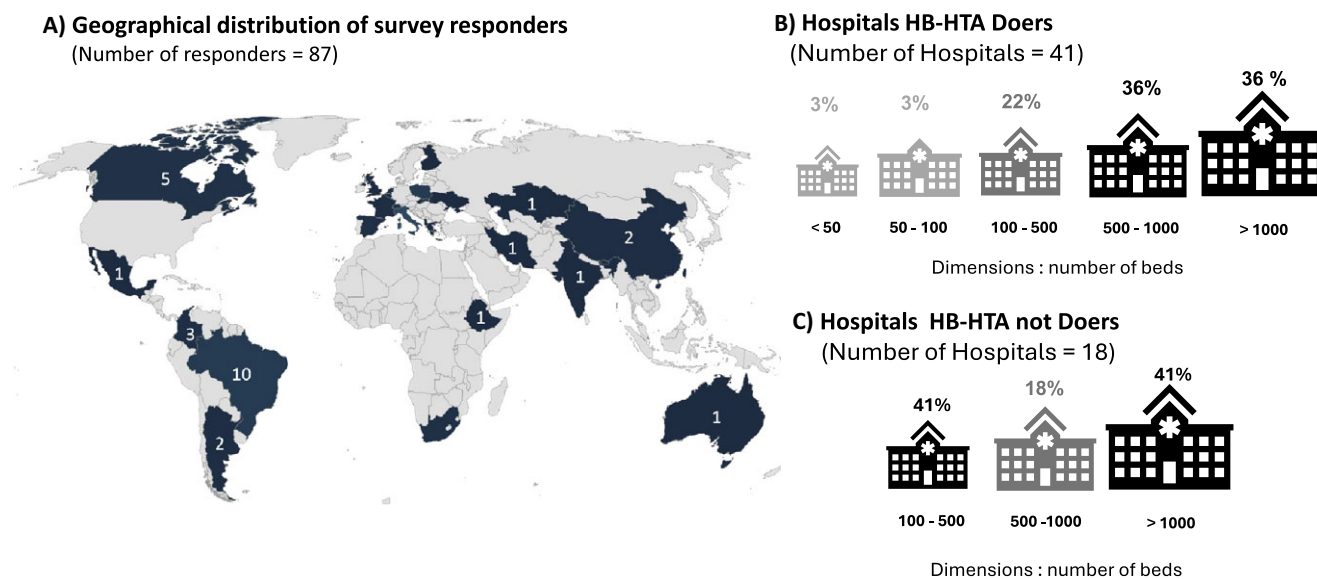 A) Geographical distribution of survey responders
(Number of responders = 87)
5
1
3
10
2
1
1
1
2
1
1
B) Hospitals HB-HTA Doers
(Number of Hospitals = 41)
3%
3%
22%
36%
36 %
< 50
50 - 100
100 - 500
500 - 1000
> 1000
Dimensions : number of beds
C) Hospitals  HB-HTA not Doers
(Number of Hospitals = 18)
41%
18%
41%
100 - 500
500 -1000
> 1000
Dimensions : number of beds